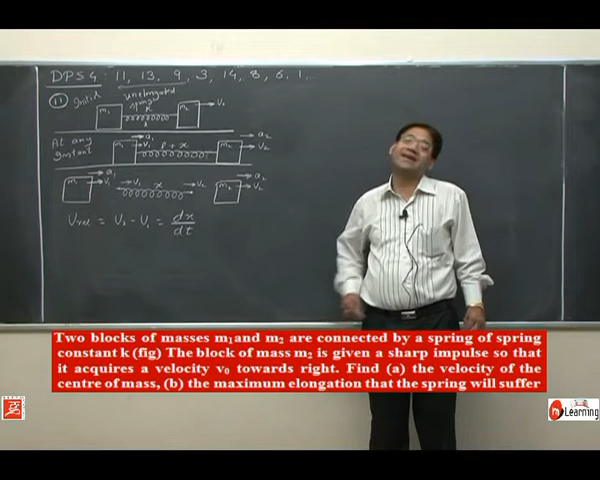 DPS 4 : 11, 13, 9, 3, 14, 8, 6, 1...
11 Initial unelongated spring
m1 K m2 V0
l
At any instant
a1 a2
m1 V1 l + x m2 V2
a1 a2
m1 V1 V1 x V2 m2 V2
Vrel = V2 - V1 = dx/dt
Two blocks of masses m1and m2 are connected by a spring of spring
constant k (fig) The block of mass m2 is given a sharp impulse so that
it acquires a velocity v0 towards right. Find (a) the velocity of the
centre of mass, (b) the maximum elongation that the spring will suffer
Learning